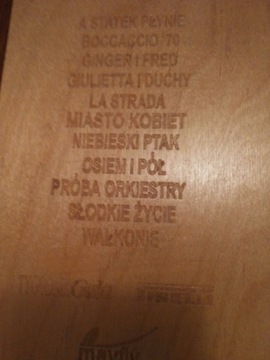 A STATEK PŁYNIE
BOCCACCIO '70
GINGER I FRED
GIULIETTA I DUCHY
LA STRADA
MIASTO KOBIET
NIEBIESKI PTAK
OSIEM I PÓŁ
PRÓBA ORKIESTRY
SŁODKIE ŻYCIE
WAŁKONIE